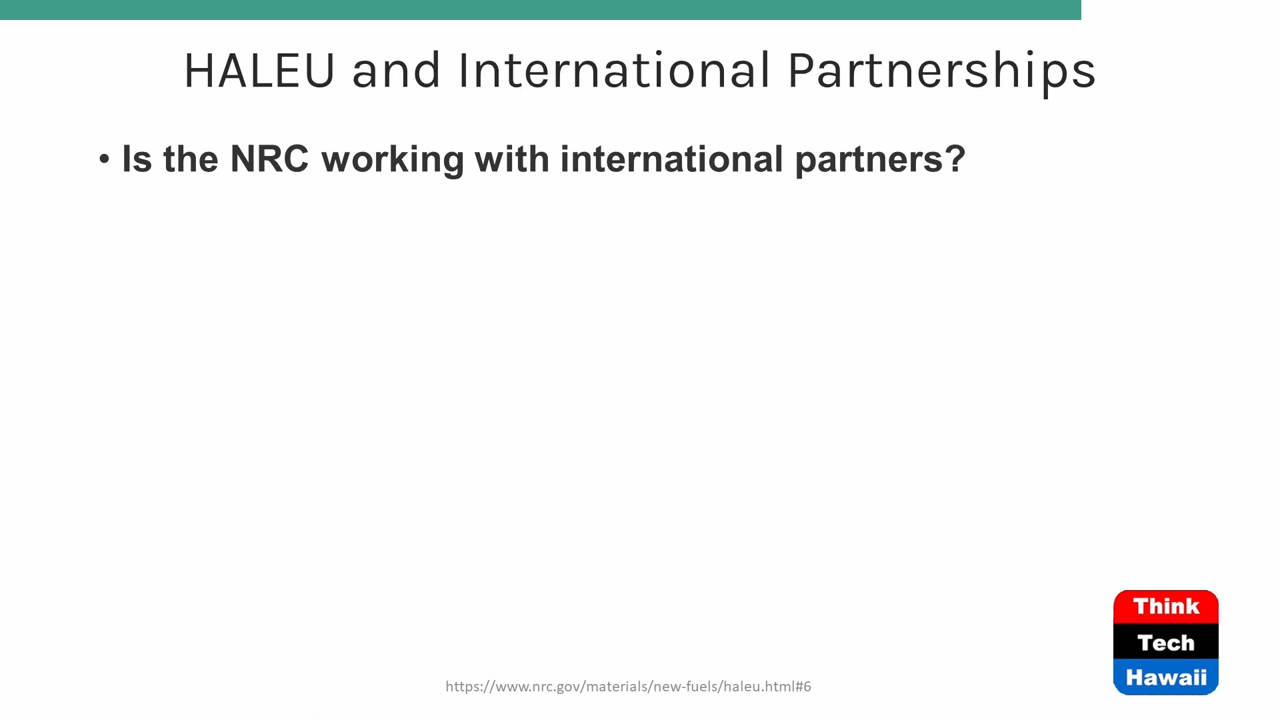 HALEU and International Partnerships
• Is the NRC working with international partners?
Think
Tech
Hawaii
https://www.nrc.gov/materials/new-fuels/haleu.html#6